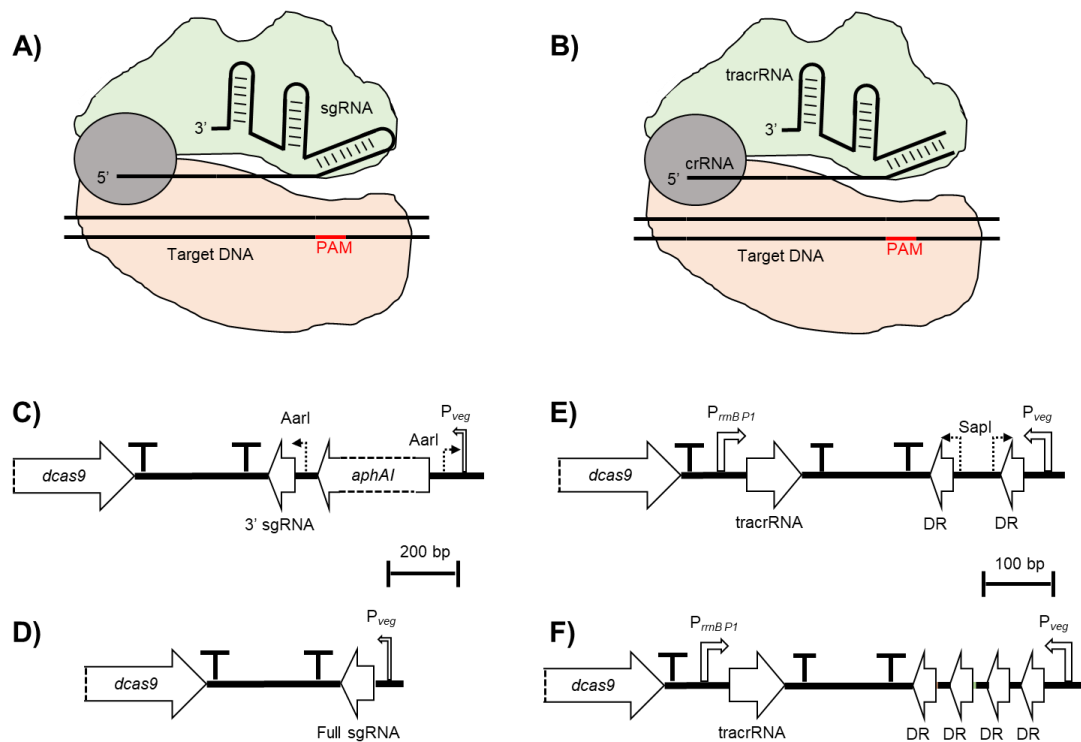 A)
sgRNA
3’
5’
Target DNA
PAM
B)
tracrRNA
3’
crRNA
5’
Target DNA
PAM
C)
AarI
AarI
Pveg
dcas9
aphAI
3’ sgRNA
200 bp
D)
Pveg
dcas9
Full sgRNA
E)
PrrnB P1
SapI
Pveg
dcas9
tracrRNA
DR
DR
100 bp
F)
PrrnB P1
Pveg
dcas9
tracrRNA
DR DR DR DR